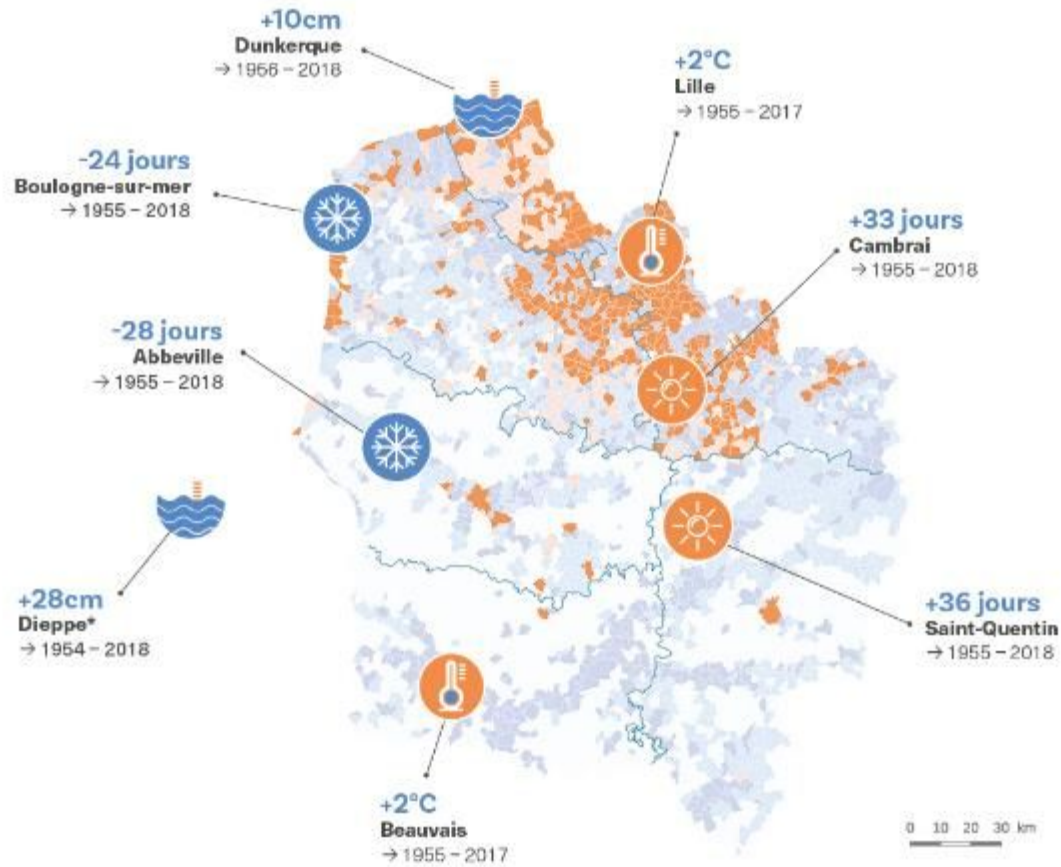 +10cm
Dunkerque
→ 1956 – 2018
+2°C
Lille
→ 1955 – 2017
-24 jours
Boulogne-sur-mer
→ 1955 – 2018
+33 jours
Cambrai
→ 1955 – 2018
-28 jours
Abbeville
→ 1955 – 2018
+28cm
Dieppe*
→ 1954 – 2018
+36 jours
Saint-Quentin
→ 1955 – 2018
+2°C
Beauvais
→ 1955 – 2017
0 10 20 30 km